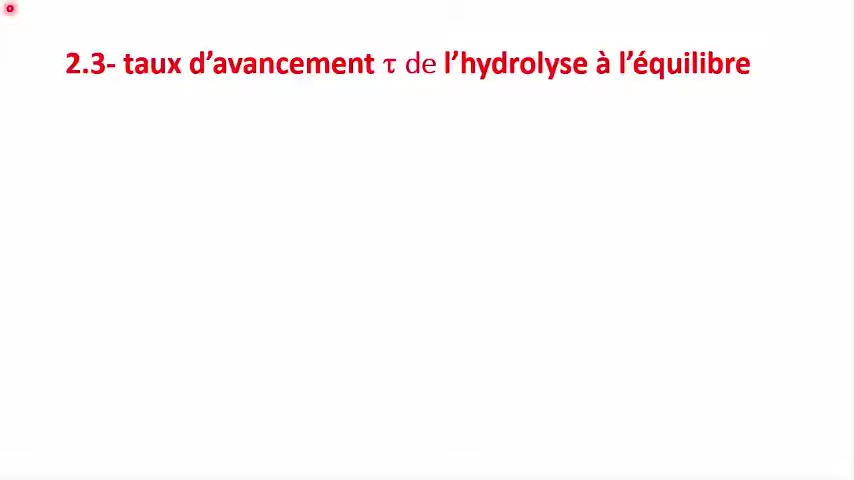 2.3- taux d’avancement τ de l’hydrolyse à l’équilibre